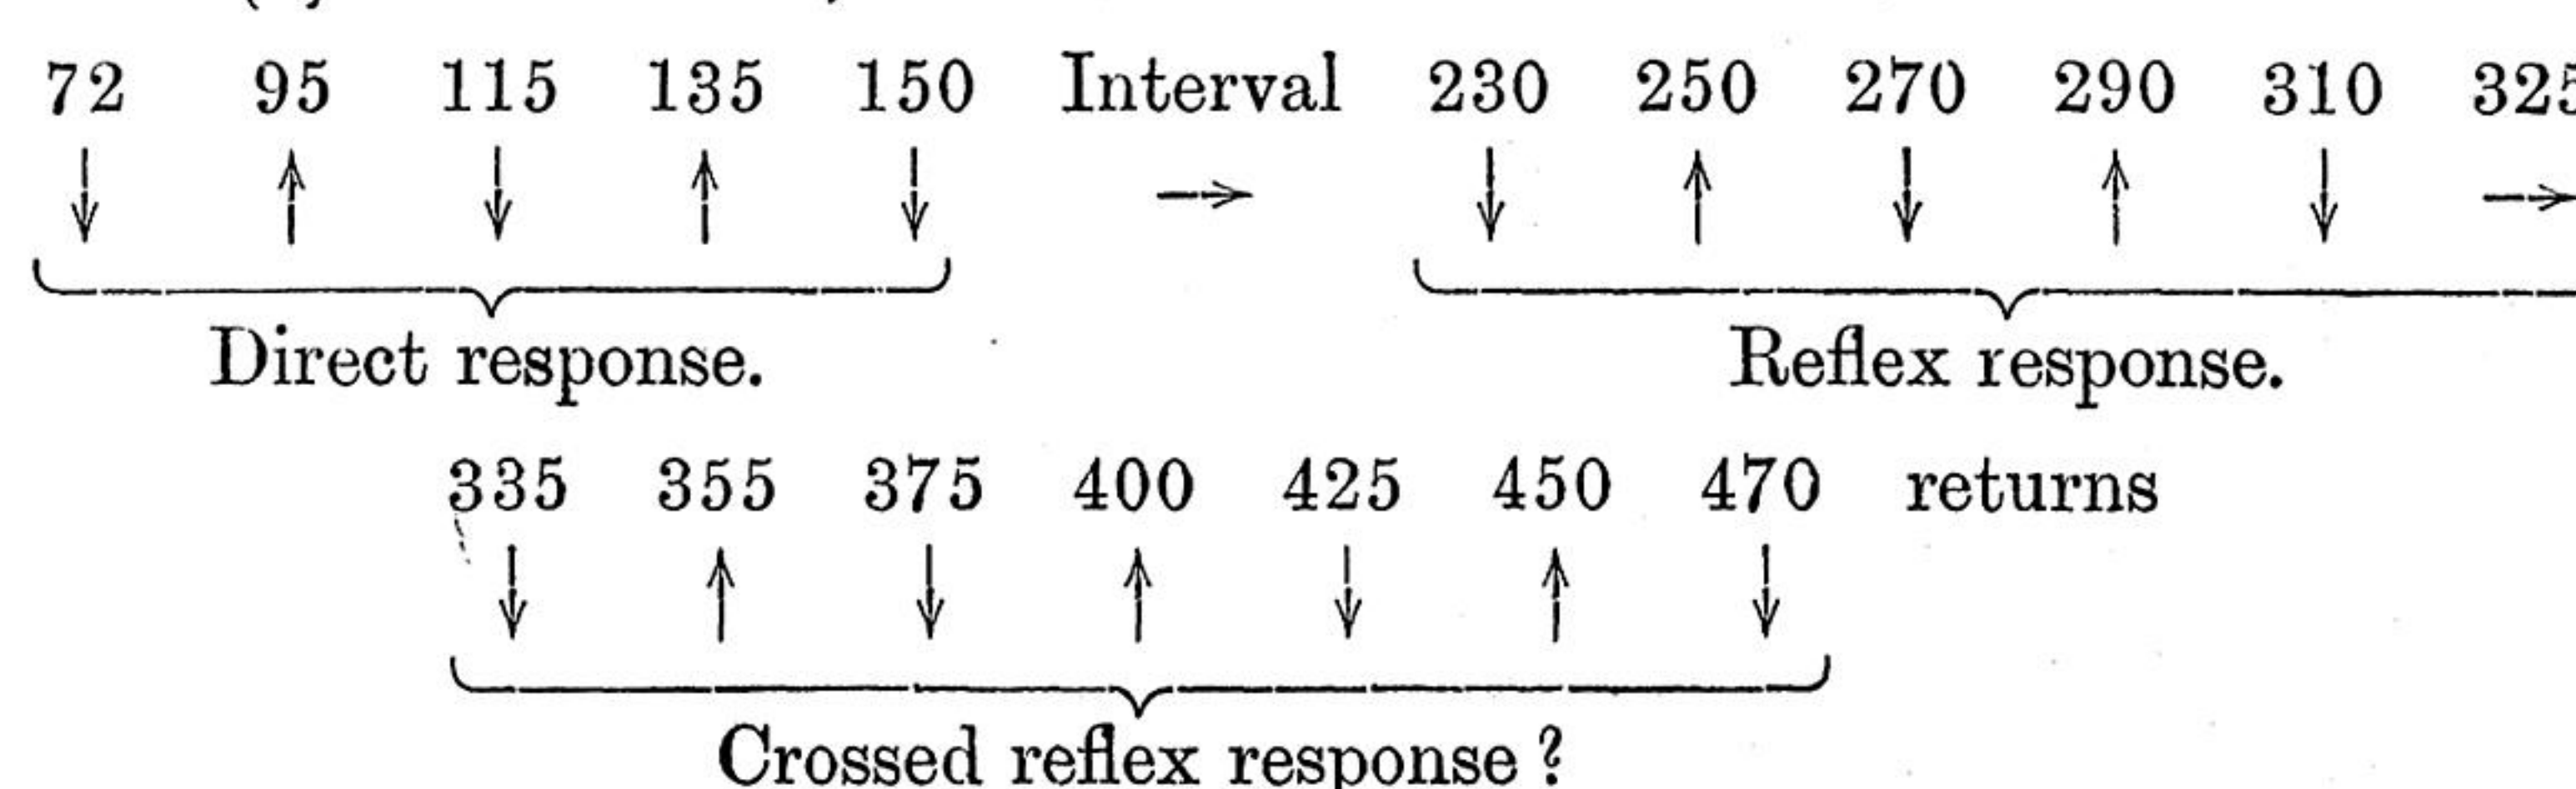 72 95 115 135 150 Interval 230 250 270 290 310 325
↓ ↑ ↓ ↑ ↓ → ↓ ↑ ↓ ↑ ↓ →
Direct response. Reflex response.
335 355 375 400 425 450 470 returns
↓ ↑ ↓ ↑ ↓ ↑ ↓
Crossed reflex response ?